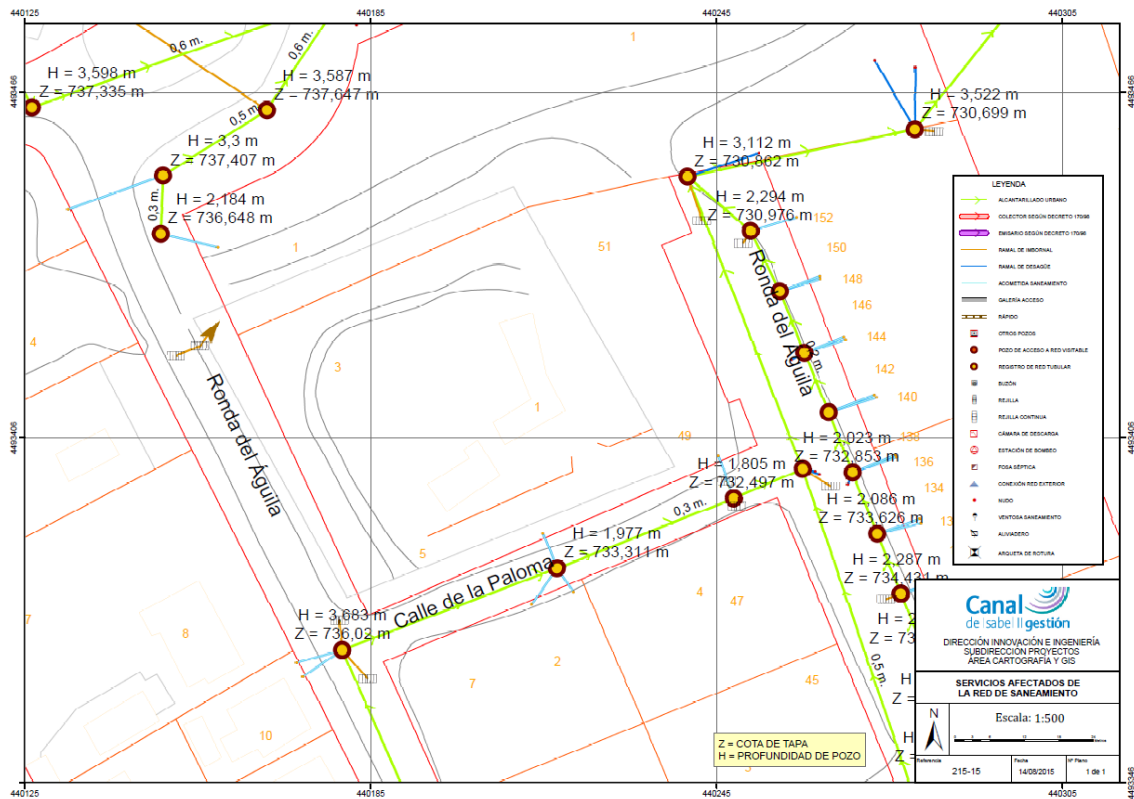 440125
440185
440245
440305
4493466
4493466
0,6 m.
0,6 m.
H = 3,598 m
Z = 737,335 m
H = 3,587 m
Z = 737,647 m
0,5 m.
1
H = 3,522 m
Z = 730,699 m
H = 3,3 m
Z = 737,407 m
H = 3,112 m
Z = 730,862 m
0,3 m.
H = 2,184 m
Z = 736,648 m
H = 2,294 m
Z = 730,976 m
152
150
148
146
144
142
140
1
51
4
3
1
49
Ronda del Águila
Ronda del Águila
0,2 m.
4493406
4493406
H = 2,023 m
Z = 732,853 m
136
134
H = 1,805 m
Z = 732,497 m
0,3 m.
H = 2,086 m
Z = 733,626 m
H = 1,977 m
Z = 733,311 m
5
H = 2,287 m
Z = 734,431 m
Calle de la Paloma
4
47
7
8
H = 3,683 m
Z = 736,02 m
2
7
45
0,5 m.
10
H
Z
H
Z
Z = COTA DE TAPA
H = PROFUNDIDAD DE POZO
LEYENDA
ALCANTARILLADO URBANO
COLECTOR SEGÚN DECRETO 170/98
EMISARIO SEGÚN DECRETO 170/98
RAMAL DE IMBORNAL
RAMAL DE DESAGÜE
ACOMETIDA SANEAMIENTO
GALERÍA ACCESO
RÁPIDO
OTROS POZOS
POZO DE ACCESO A RED VISITABLE
REGISTRO DE RED TUBULAR
BUZÓN
REJILLA
REJILLA CONTINUA
CÁMARA DE DESCARGA
ESTACIÓN DE BOMBEO
FOSA SÉPTICA
CONEXIÓN RED EXTERIOR
NUDO
VENTOSA SANEAMIENTO
ALIVIADERO
ARQUETA DE ROTURA
Canal
de Isabel II gestión
DIRECCIÓN INNOVACIÓN E INGENIERÍA
SUBDIRECCIÓN PROYECTOS
ÁREA CARTOGRAFÍA Y GIS
SERVICIOS AFECTADOS DE
LA RED DE SANEAMIENTO
N
Escala: 1:500
Referencia
215-15
Fecha
14/08/2015
Nº Plano
1 de 1
440125
440185
440245
440305
4493346